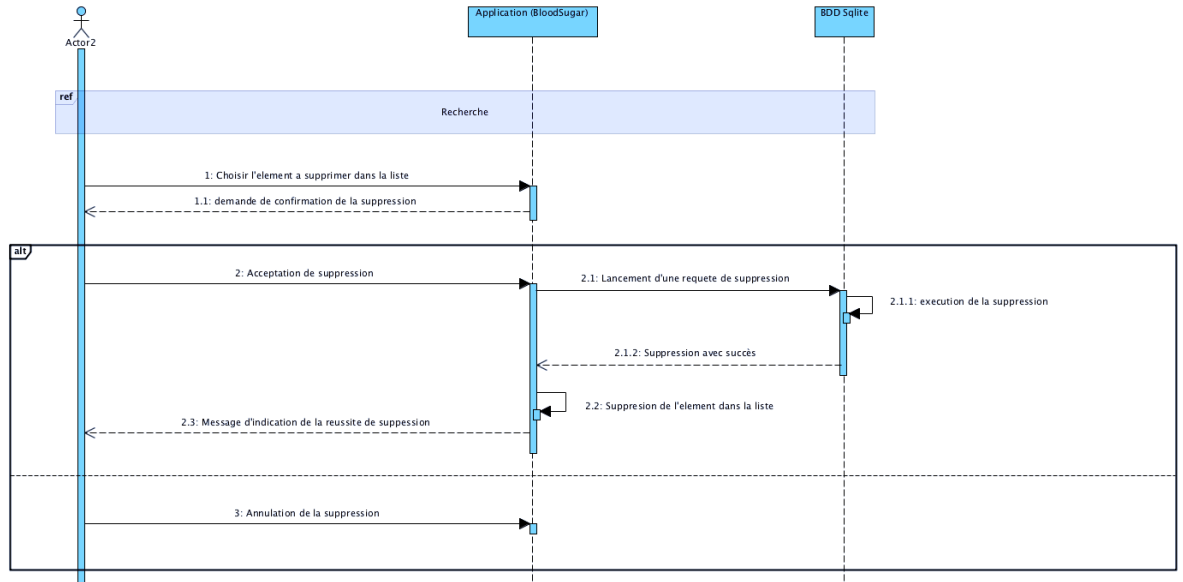 Application (BloodSugar)
BDD Sqlite
Actor2
ref
Recherche
1: Choisir l'element a supprimer dans la liste
1.1: demande de confirmation de la suppression
alt
2: Acceptation de suppression
2.1: Lancement d'une requete de suppression
2.1.1: execution de la suppression
2.1.2: Suppression avec succès
2.2: Suppresion de l'element dans la liste
2.3: Message d'indication de la reussite de suppession
3: Annulation de la suppression